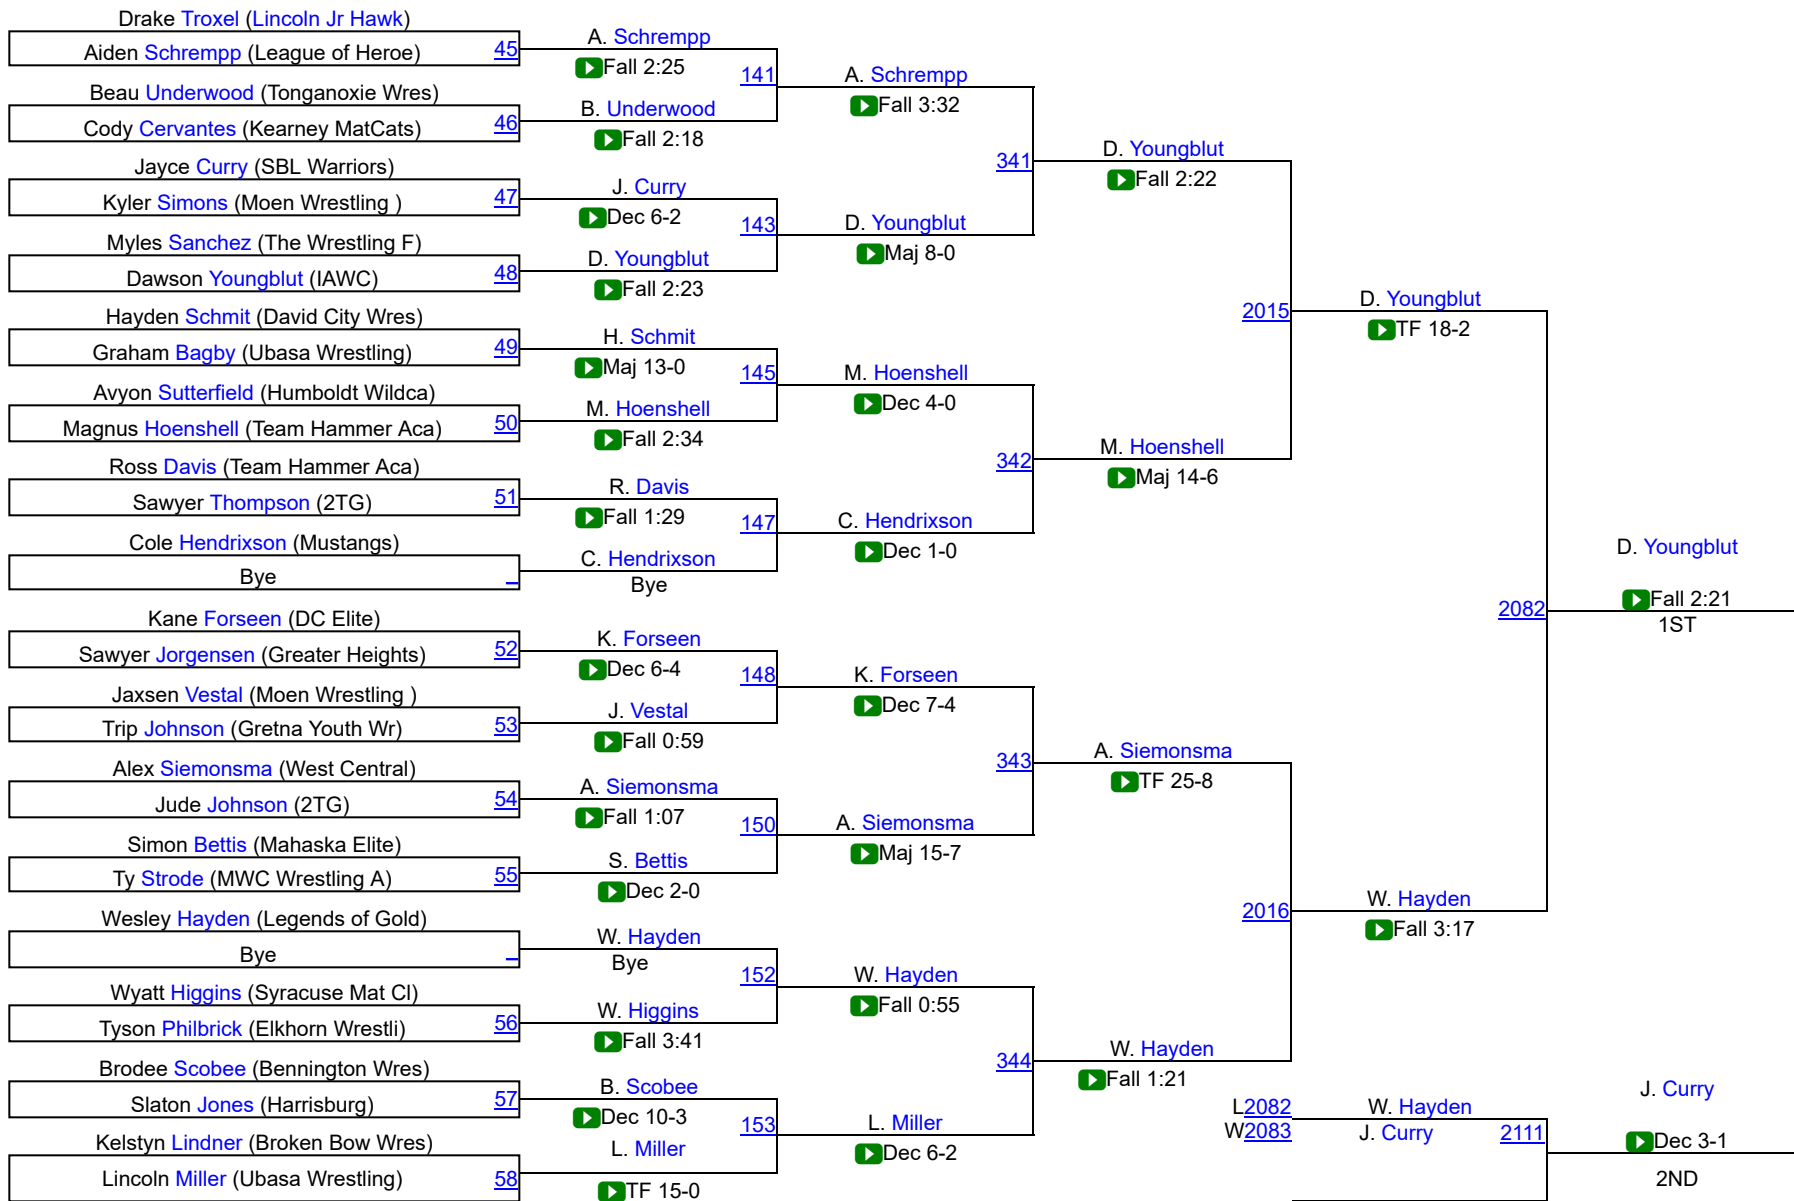 Drake Troxel (Lincoln Jr Hawk)
Aiden Schrempp (League of Heroe) 45
Beau Underwood (Tonganoxie Wres)
Cody Cervantes (Kearney MatCats) 46
Jayce Curry (SBL Warriors)
Kyler Simons (Moen Wrestling ) 47
Myles Sanchez (The Wrestling F)
Dawson Youngblut (IAWC) 48
Hayden Schmit (David City Wres)
Graham Bagby (Ubasa Wrestling) 49
Avyon Sutterfield (Humboldt Wildca)
Magnus Hoenshell (Team Hammer Aca) 50
Ross Davis (Team Hammer Aca)
Sawyer Thompson (2TG) 51
Cole Hendrixson (Mustangs)
Bye
Kane Forseen (DC Elite)
Sawyer Jorgensen (Greater Heights) 52
Jaxsen Vestal (Moen Wrestling )
Trip Johnson (Gretna Youth Wr) 53
Alex Siemonsma (West Central)
Jude Johnson (2TG) 54
Simon Bettis (Mahaska Elite)
Ty Strode (MWC Wrestling A) 55
Wesley Hayden (Legends of Gold)
Bye
Wyatt Higgins (Syracuse Mat Cl)
Tyson Philbrick (Elkhorn Wrestli) 56
Brodee Scobee (Bennington Wres)
Slaton Jones (Harrisburg) 57
Kelstyn Lindner (Broken Bow Wres)
Lincoln Miller (Ubasa Wrestling) 58
A. Schrempp
Fall 2:25
141
B. Underwood
Fall 2:18
J. Curry
Dec 6-2
143
D. Youngblut
Fall 2:23
H. Schmit
Maj 13-0
145
M. Hoenshell
Fall 2:34
R. Davis
Fall 1:29
147
C. Hendrixson
Bye
K. Forseen
Dec 6-4
148
J. Vestal
Fall 0:59
A. Siemonsma
Fall 1:07
150
S. Bettis
Dec 2-0
W. Hayden
Bye
152
W. Higgins
Fall 3:41
B. Scobee
Dec 10-3
153
L. Miller
TF 15-0
A. Schrempp
Fall 3:32
341
D. Youngblut
Maj 8-0
M. Hoenshell
Dec 4-0
342
C. Hendrixson
Dec 1-0
K. Forseen
Dec 7-4
343
A. Siemonsma
Maj 15-7
W. Hayden
Fall 0:55
344
L. Miller
Dec 6-2
D. Youngblut
Fall 2:22
2015
M. Hoenshell
Maj 14-6
A. Siemonsma
TF 25-8
2016
W. Hayden
Fall 1:21
D. Youngblut
TF 18-2
2082
W. Hayden
Fall 3:17
D. Youngblut
Fall 2:21
1ST
L2082 W. Hayden
W2083 J. Curry 2111
J. Curry
Dec 3-1
2ND